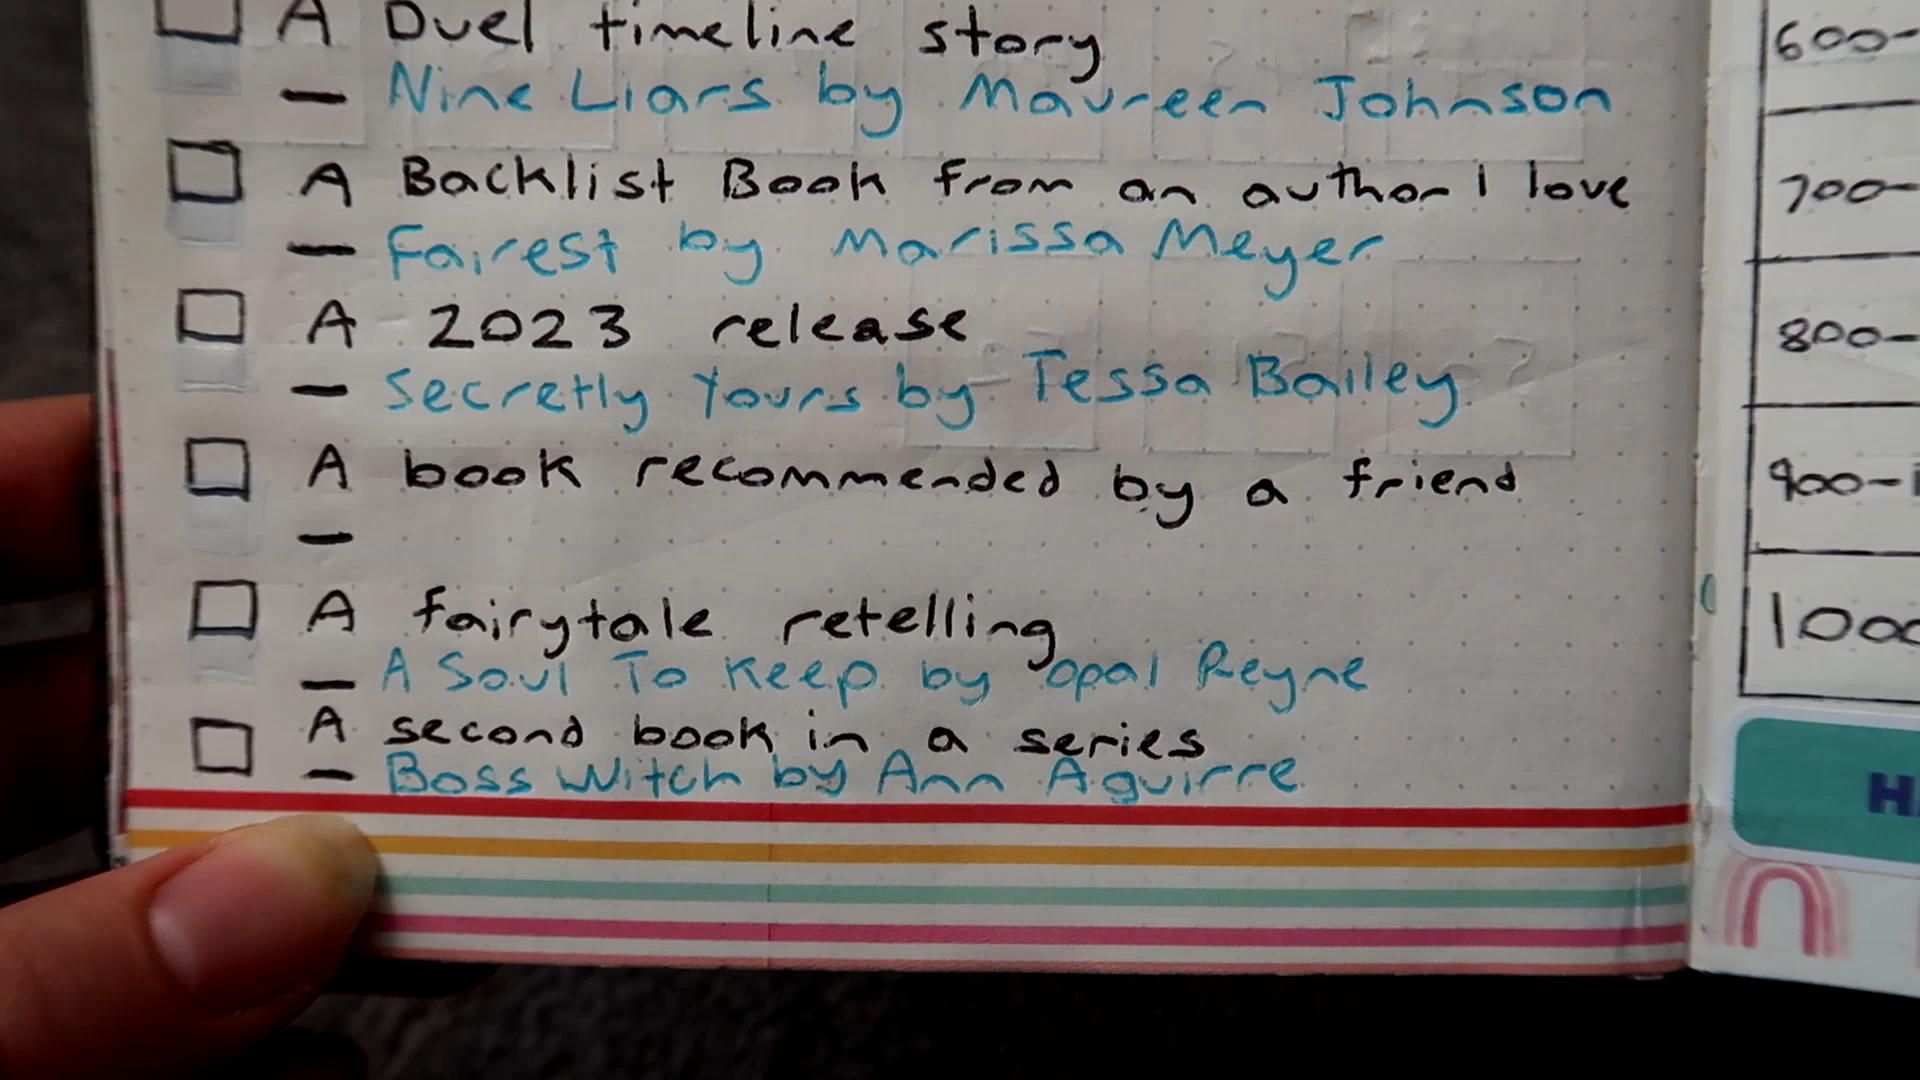 A Duel timeline story
— Nine Liars by Maureen Johnson
A Backlist Book from an author I love
— Fairest by Marissa Meyer
A 2023 release
— Secretly Yours by Tessa Bailey
A book recommended by a friend
—
A fairytale retelling
— A Soul To Keep by Opal Reyne
A second book in a series
— Boss Witch by Ann Aguirre
600-
700-
800-
900-